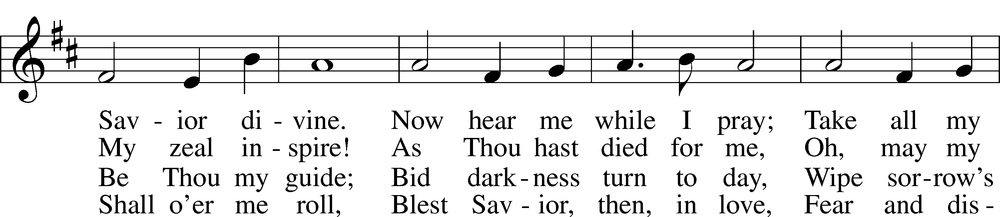 Sav - ior di - vine. Now hear me while I pray; Take all my
My zeal in - spire! As Thou hast died for me, Oh, may my
Be Thou my guide; Bid dark - ness turn to day, Wipe sor - row's
Shall o'er me roll, Blest Sav - ior, then, in love, Fear and dis -